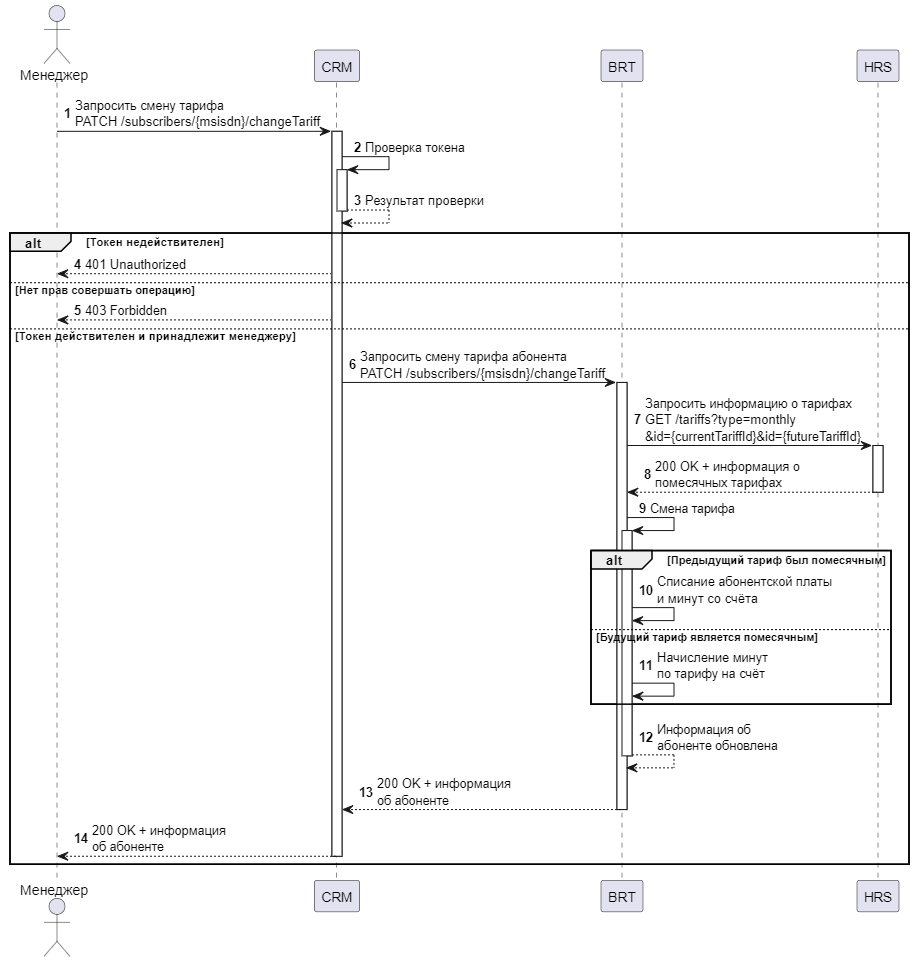 Менеджер
CRM
BRT
HRS
1 Запросить смену тарифа
PATCH /subscribers/{msisdn}/changeTariff
2 Проверка токена
3 Результат проверки
alt [Токен недействителен]
4 401 Unauthorized
[Нет прав совершать операцию]
5 403 Forbidden
[Токен действителен и принадлежит менеджеру]
6 Запросить смену тарифа абонента
PATCH /subscribers/{msisdn}/changeTariff
Запросить информацию о тарифах
7 GET /tariffs?type=monthly
&id={currentTariffId}&id={futureTariffId}
8 200 OK + информация о
помесячных тарифах
9 Смена тарифа
alt [Предыдущий тариф был помесячным]
10 Списание абонентской платы
и минут со счёта
[Будущий тариф является помесячным]
11 Начисление минут
по тарифу на счёт
12 Информация об
абоненте обновлена
13 200 OK + информация
об абоненте
14 200 OK + информация
об абоненте
Менеджер
CRM
BRT
HRS